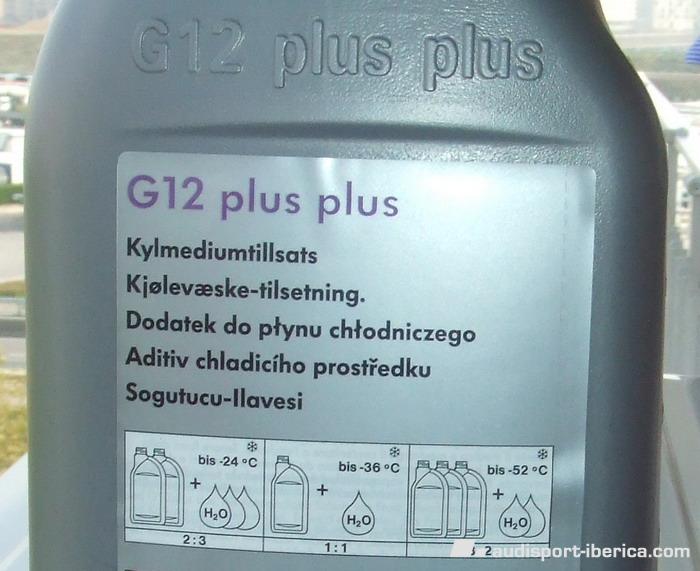 G12 plus plus
G12 plus plus
Kylmediumtillsats
Kjølevæske-tilsetning.
Dodatek do płynu chłodniczego
Aditiv chladicího prostředku
Sogutucu-Ilavesi
bis -24 °C
bis -36 °C
bis -52 °C
+
+
+
H₂O
H₂O
H₂O
2:3
1:1
2
audisport-iberica.com